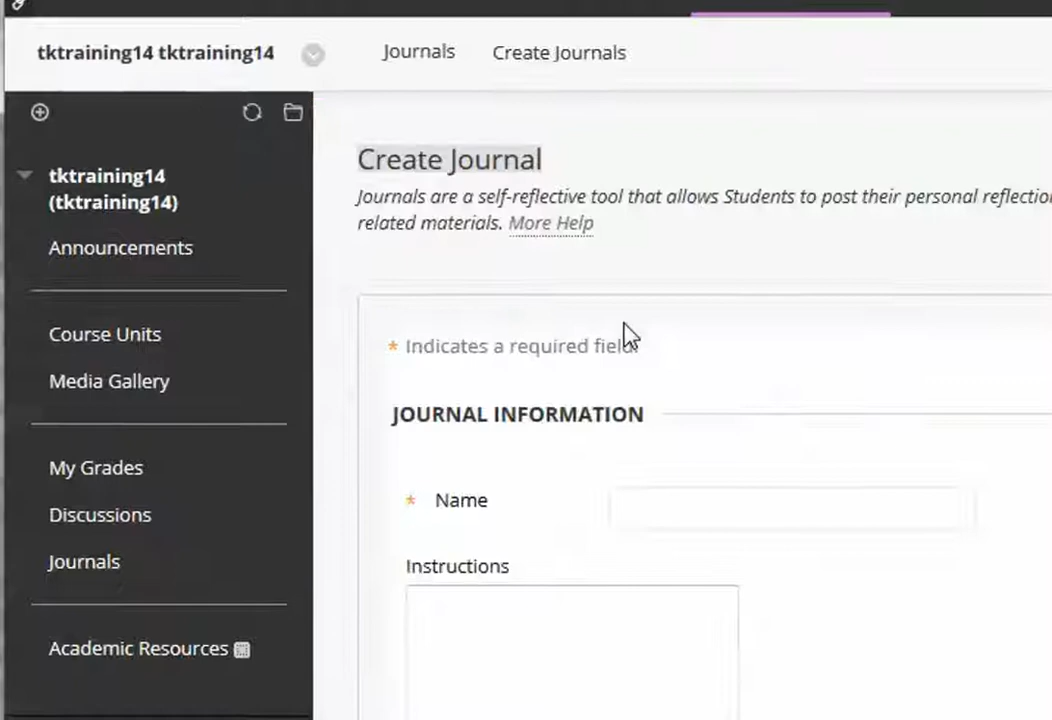 tktraining14 tktraining14
Journals
Create Journals
tktraining14
(tktraining14)
Announcements
Course Units
Media Gallery
My Grades
Discussions
Journals
Academic Resources
Create Journal
Journals are a self-reflective tool that allows Students to post their personal
related materials. More Help
* Indicates a required field
JOURNAL INFORMATION
* Name
Instructions